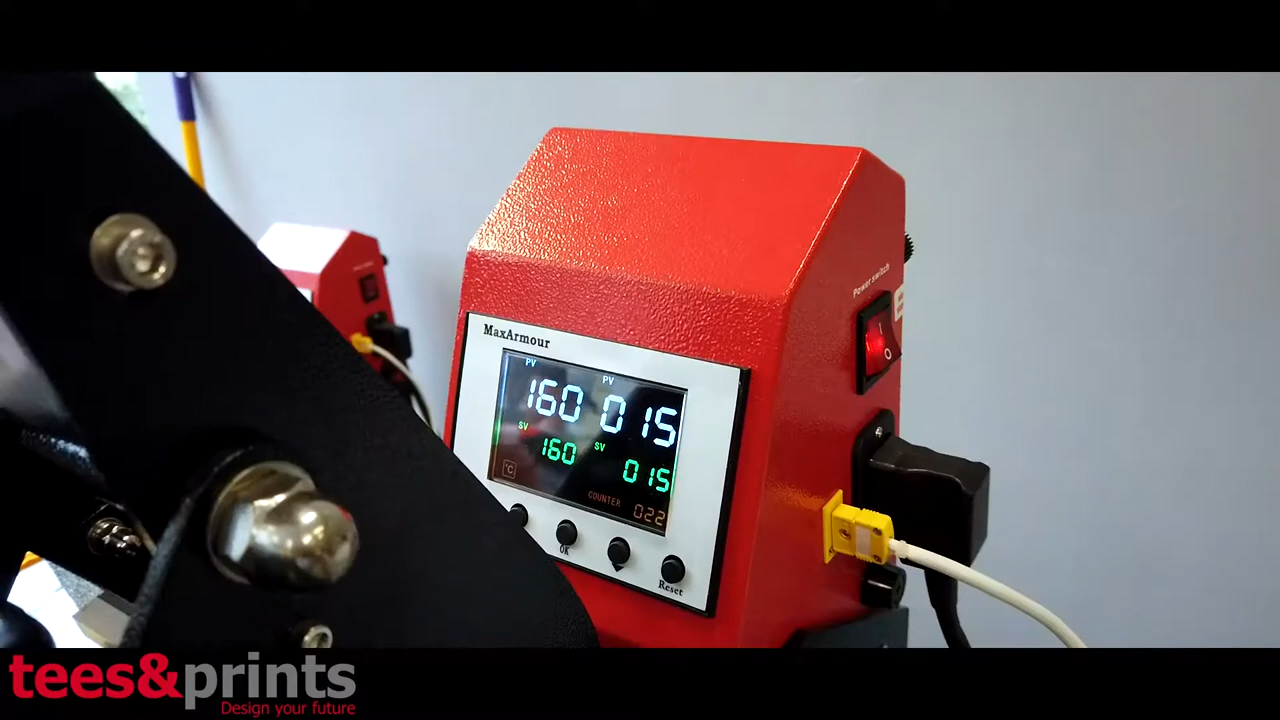 Power switch
MaxArmour
PV PV
160 015
SV SV
160 015
°C
COUNTER 022
OK
Reset
tees&prints
Design your future